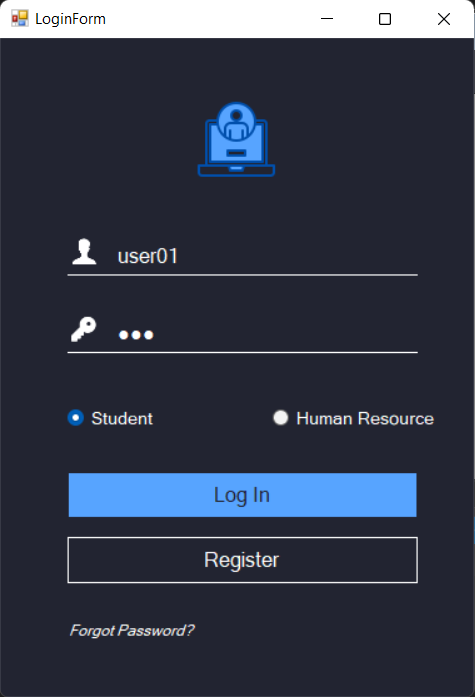 LoginForm
user01
•••
Student
Human Resource
Log In
Register
Forgot Password?